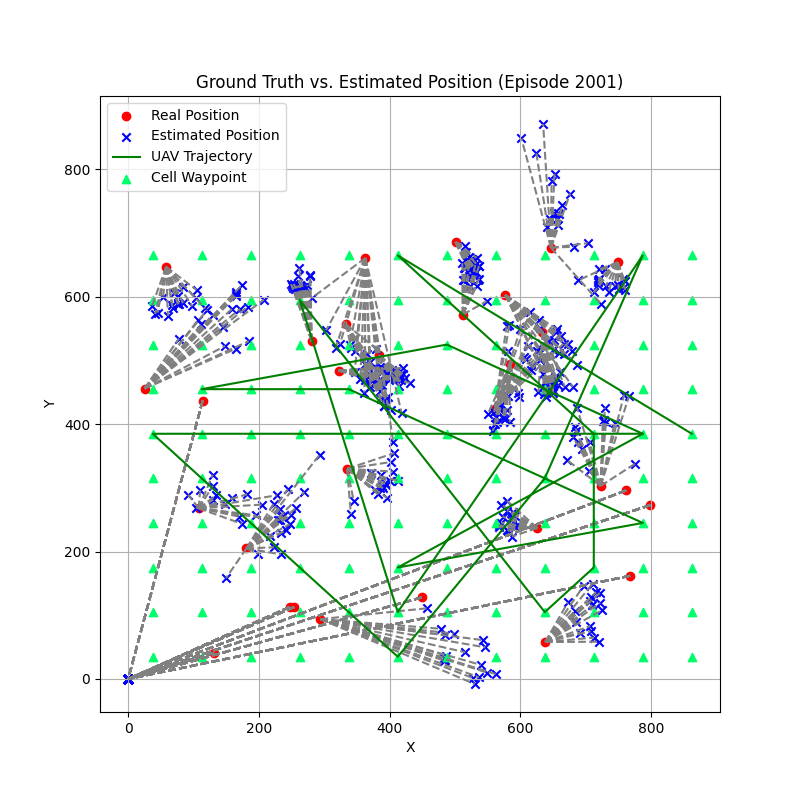 Ground Truth vs. Estimated Position (Episode 2001)
Real Position
Estimated Position
UAV Trajectory
Cell Waypoint
Y
800
600
400
200
0
0 200 400 600 800
X